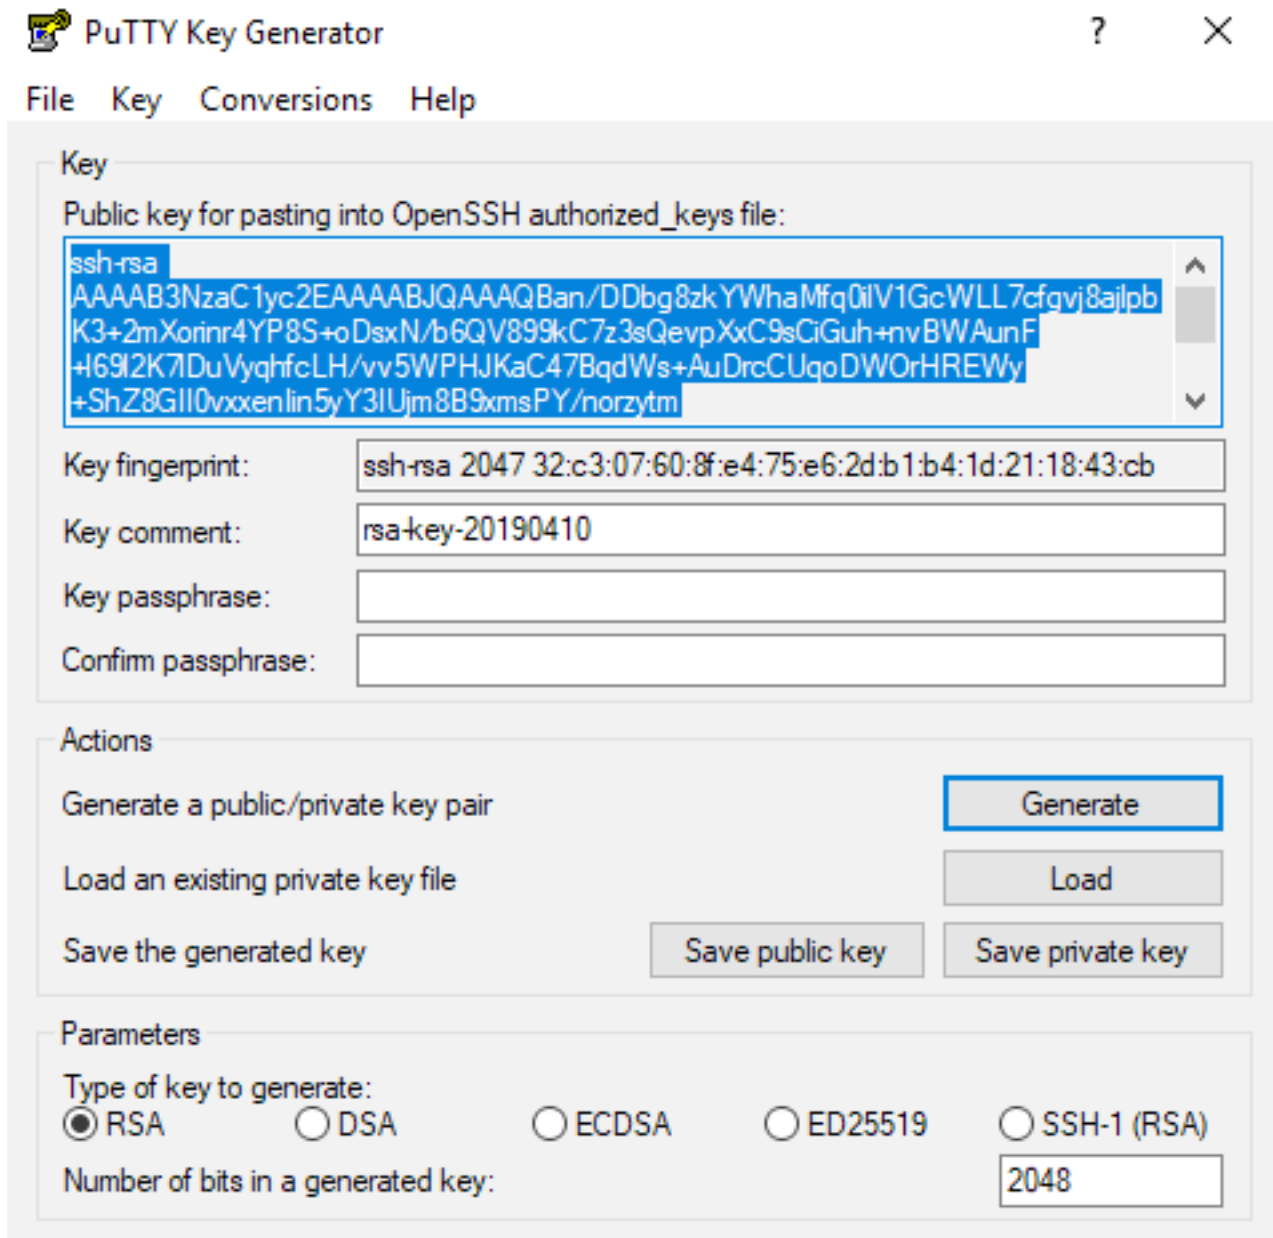 PuTTY Key Generator
? X
File Key Conversions Help
Key
Public key for pasting into OpenSSH authorized_keys file:
ssh-rsa
AAAAB3NzaC1yc2EAAAABJQAAAQBan/DDbg8zkYWhaMfq0iIV1GcWLL7cfgvj8ajlpb
K3+2mXorinr4YP8S+oDsxN/b6QV899kC7z3sQevpXxC9sCiGuh+nvBWAunF
+I69I2K7IDuVyqhfcLH/vv5WPHJKaC47BqdWs+AuDrcCUqoDWOrHREWy
+ShZ8GII0vxxenlin5yY3IUjm8B9xmsPY/norzytm
Key fingerprint: ssh-rsa 2047 32:c3:07:60:8f:e4:75:e6:2d:b1:b4:1d:21:18:43:cb
Key comment: rsa-key-20190410
Key passphrase:
Confirm passphrase:
Actions
Generate a public/private key pair Generate
Load an existing private key file Load
Save the generated key Save public key Save private key
Parameters
Type of key to generate:
RSA DSA ECDSA ED25519 SSH-1 (RSA)
Number of bits in a generated key: 2048